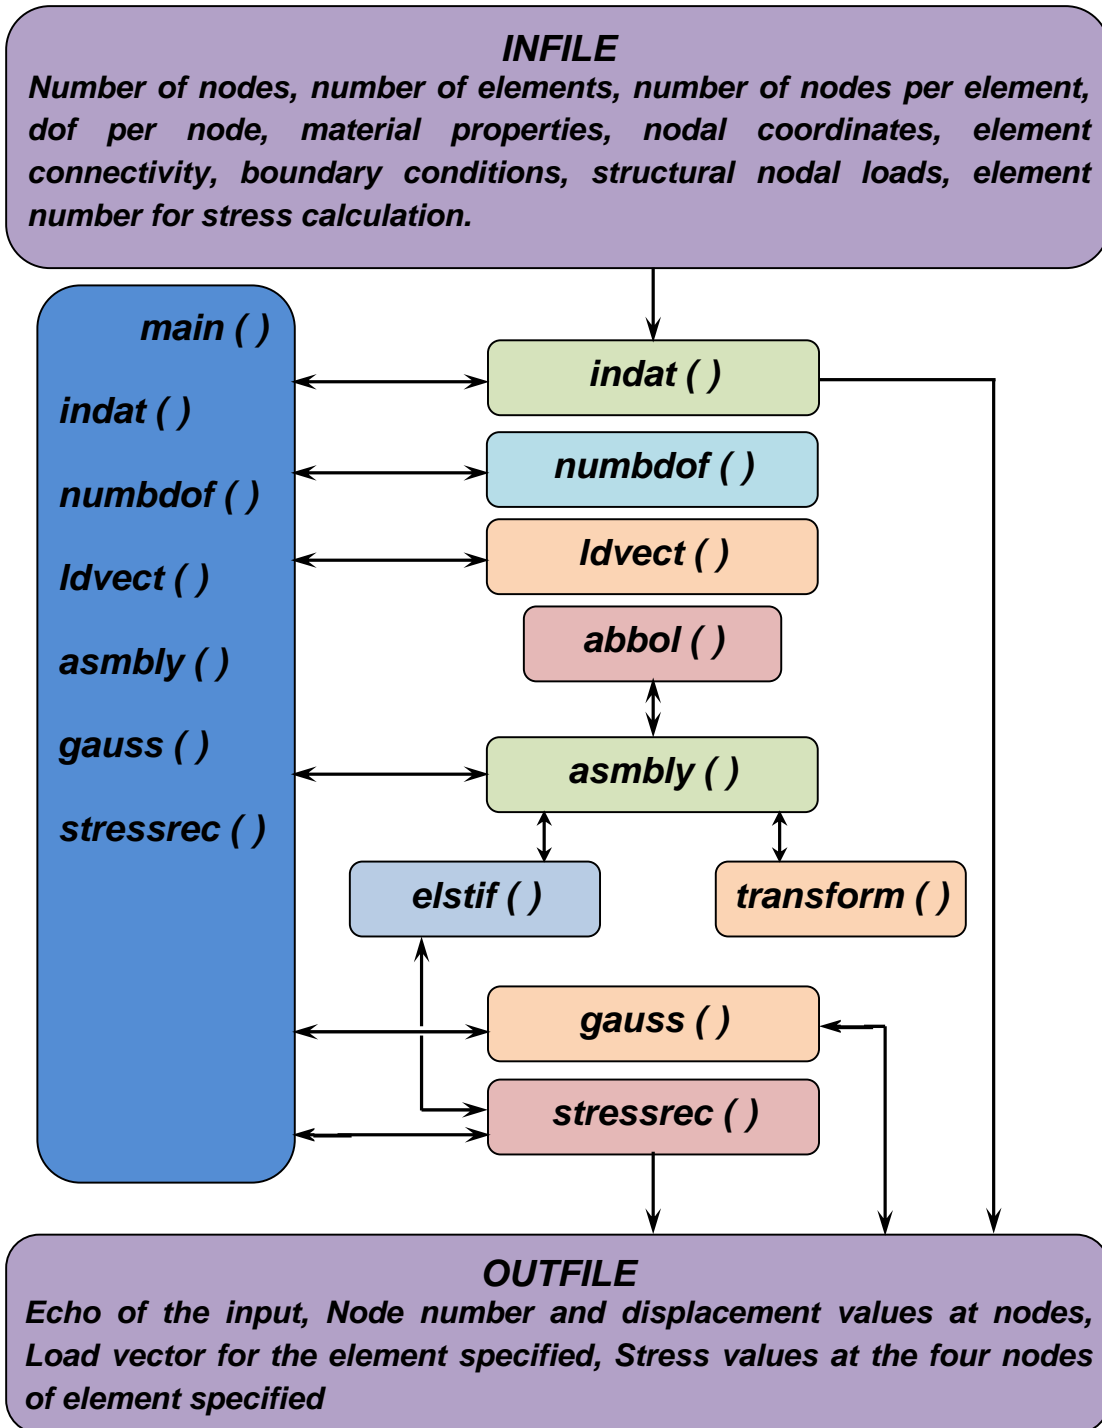 INFILE
Number of nodes, number of elements, number of nodes per element,
dof per node, material properties, nodal coordinates, element
connectivity, boundary conditions, structural nodal loads, element
number for stress calculation.
main ( )
indat ( )
numbdof ( )
ldvect ( )
asmbly ( )
gauss ( )
stressrec ( )
indat ( )
numbdof ( )
ldvect ( )
abbol ( )
asmbly ( )
elstif ( )
transform ( )
gauss ( )
stressrec ( )
OUTFILE
Echo of the input, Node number and displacement values at nodes,
Load vector for the element specified, Stress values at the four nodes
of element specified